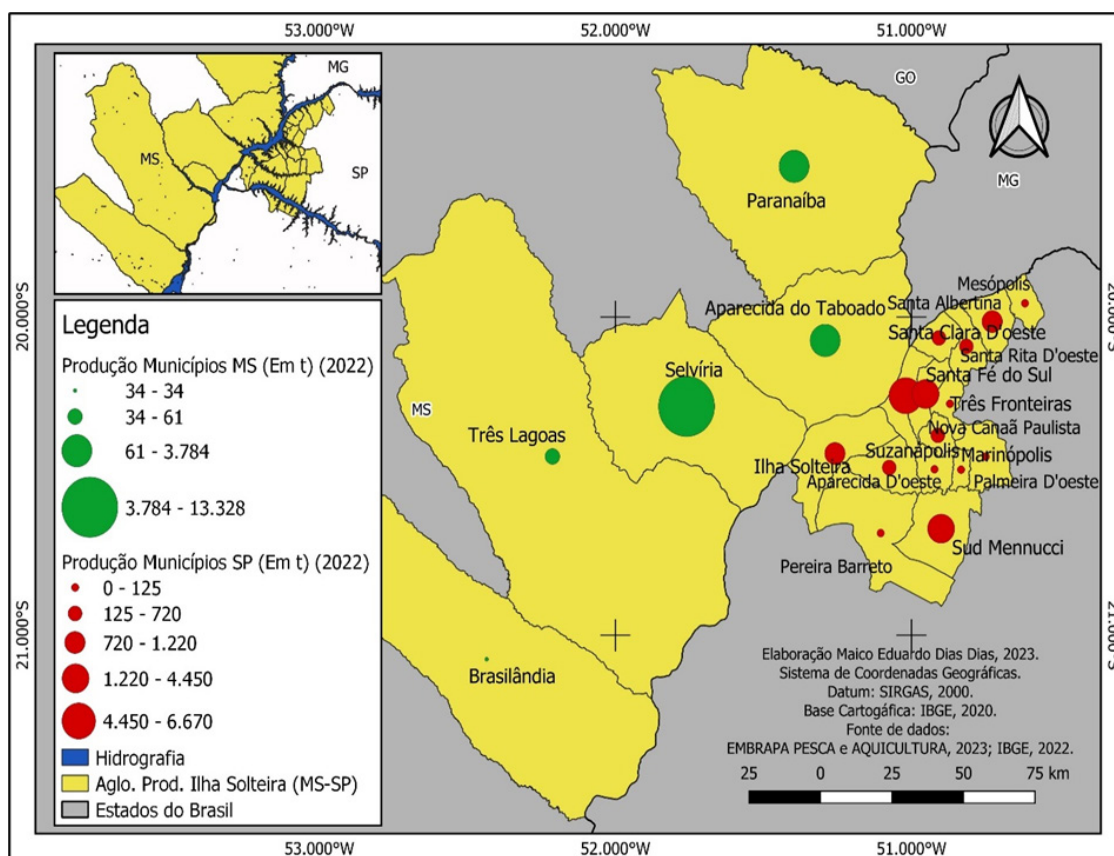 53.000°W 52.000°W 51.000°W
MG
MS
SP
GO
MG
Paranaíba
Mesópolis
Santa Albertina
Aparecida do Taboado
Santa Clara D'oeste
Santa Rita D'oeste
Selvíria
Santa Fé do Sul
Três Fronteiras
MS
Três Lagoas
Nova Canaã Paulista
Suzanápolis
Marinópolis
Ilha Solteira
Aparecida D'oeste
Palmeira D'oeste
Sud Mennucci
Pereira Barreto
Brasilândia
20.000°S
20.000°S
21.000°S
21.000°S
Legenda
Produção Municípios MS (Em t) (2022)
34 - 34
34 - 61
61 - 3.784
3.784 - 13.328
Produção Municípios SP (Em t) (2022)
0 - 125
125 - 720
720 - 1.220
1.220 - 4.450
4.450 - 6.670
Hidrografia
Aglo. Prod. Ilha Solteira (MS-SP)
Estados do Brasil
Elaboração Maico Eduardo Dias Dias, 2023.
Sistema de Coordenadas Geográficas.
Datum: SIRGAS, 2000.
Base Cartogáfica: IBGE, 2020.
Fonte de dados:
EMBRAPA PESCA e AQUICULTURA, 2023; IBGE, 2022.
25 0 25 50 75 km
53.000°W 52.000°W 51.000°W